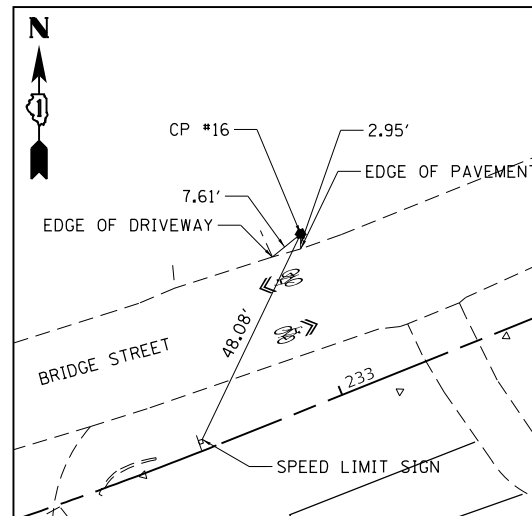 N
1
CP #16
2.95'
EDGE OF PAVEMENT
7.61'
EDGE OF DRIVEWAY
48.08'
BRIDGE STREET
233
SPEED LIMIT SIGN